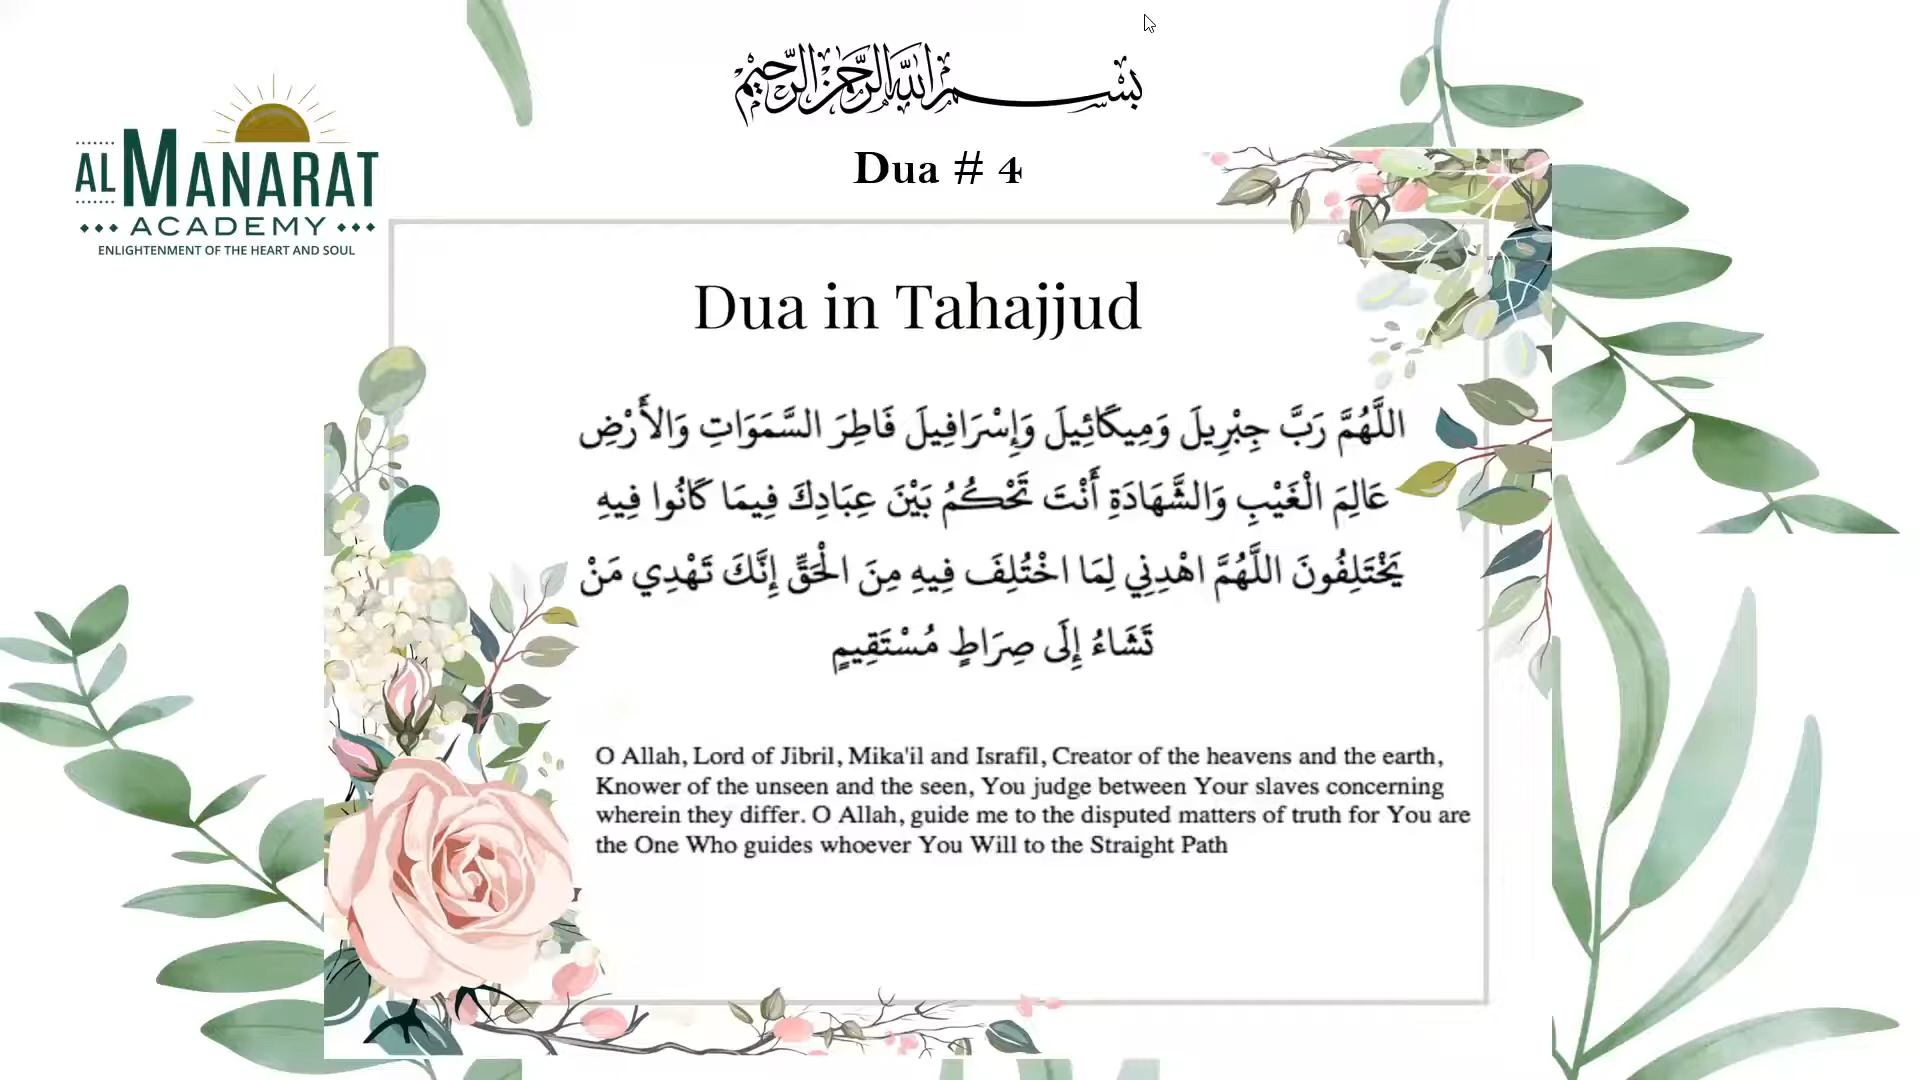 بسم الله الرحمن الرحيم
AL MANARAT
ACADEMY
ENLIGHTENMENT OF THE HEART AND SOUL
Dua # 4
Dua in Tahajjud
اللَّهُمَّ رَبَّ جِبْرِيلَ وَمِيكَائِيلَ وَإِسْرَافِيلَ فَاطِرَ السَّمَوَاتِ وَالأَرْضِ
عَالِمَ الْغَيْبِ وَالشَّهَادَةِ أَنْتَ تَحْكُمُ بَيْنَ عِبَادِكَ فِيمَا كَانُوا فِيهِ
يَخْتَلِفُونَ اللَّهُمَّ اهْدِنِي لِمَا اخْتُلِفَ فِيهِ مِنَ الْحَقِّ إِنَّكَ تَهْدِي مَنْ
تَشَاءُ إِلَى صِرَاطٍ مُسْتَقِيمٍ
O Allah, Lord of Jibril, Mika'il and Israfil, Creator of the heavens and the earth,
Knower of the unseen and the seen, You judge between Your slaves concerning
wherein they differ. O Allah, guide me to the disputed matters of truth for You are
the One Who guides whoever You Will to the Straight Path